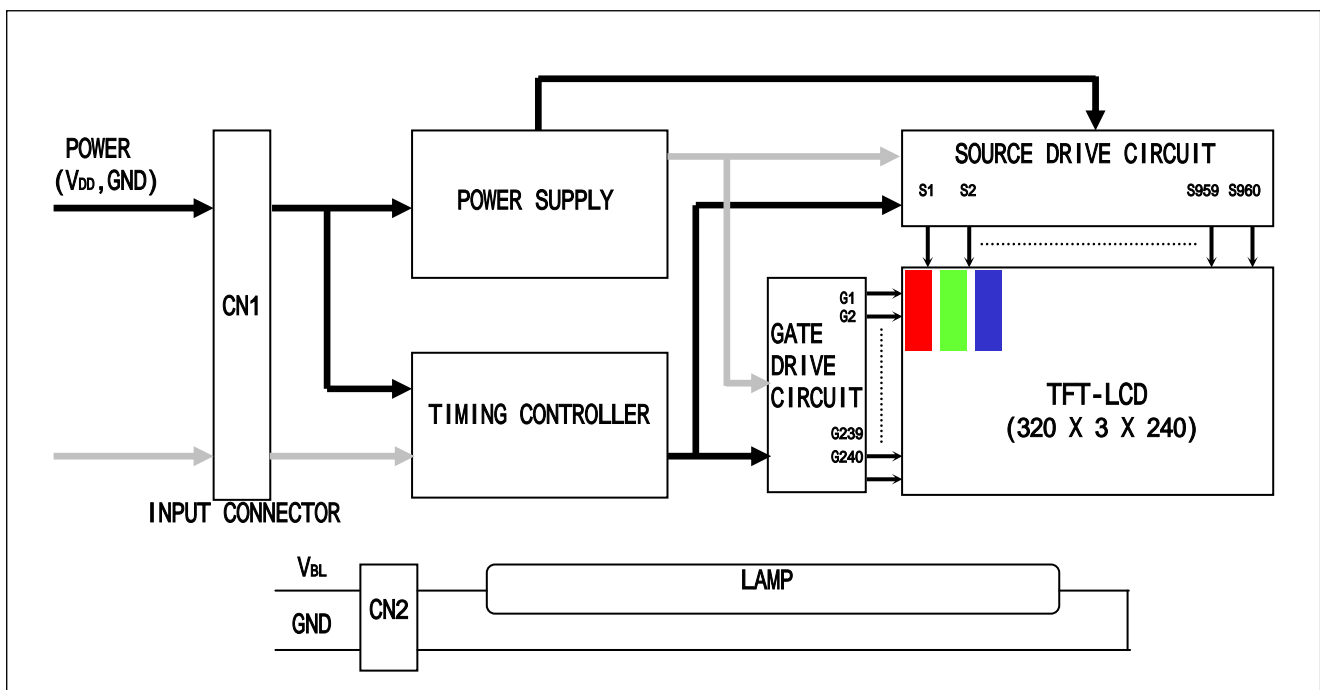 POWER
(VDD,GND)
CN1
INPUT CONNECTOR
POWER SUPPLY
TIMING CONTROLLER
SOURCE DRIVE CIRCUIT
S1 S2 S959 S960
GATE
DRIVE
CIRCUIT
G1
G2
G239
G240
TFT-LCD
(320 X 3 X 240)
VBL
GND
CN2
LAMP